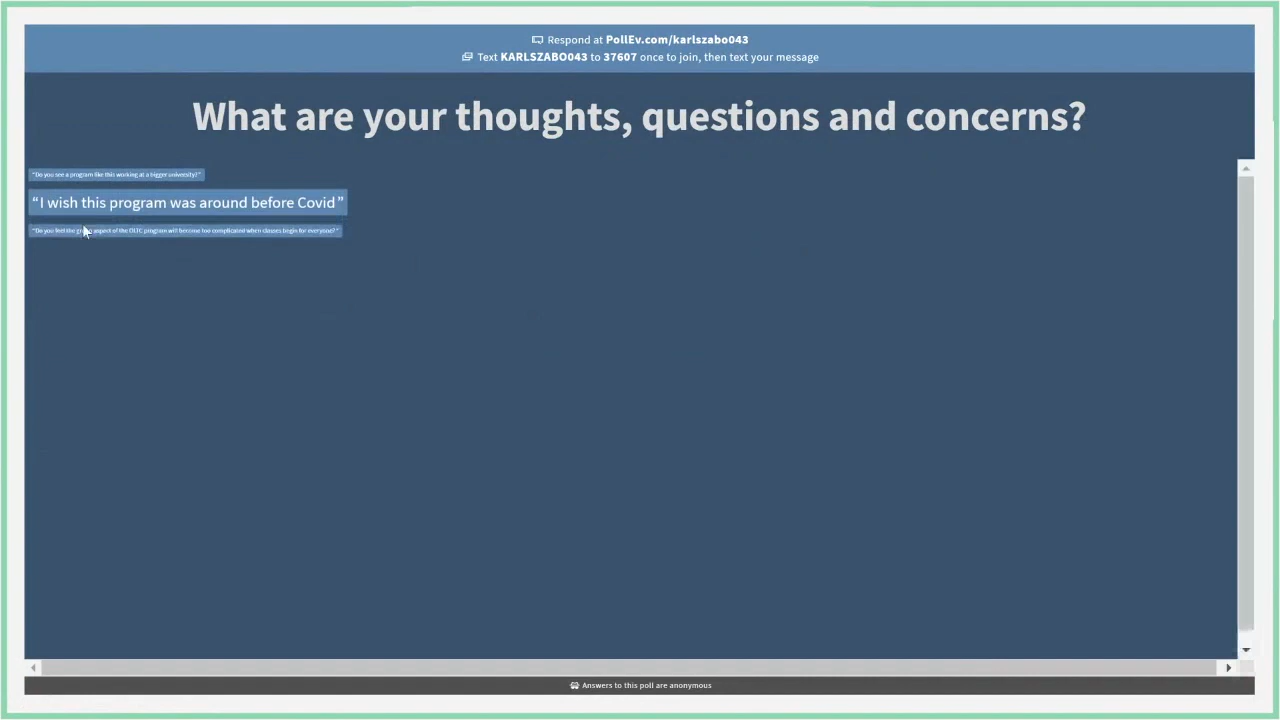 Respond at PollEv.com/karlszabo043
Text KARLSZABO043 to 37607 once to join, then text your message
What are your thoughts, questions and concerns?
"Do you see a program like this working at a bigger university?"
“I wish this program was around before Covid ”
"Do you feel the aspect of the program will become too complicated when classes begin for everyone?"
Answers to this poll are anonymous